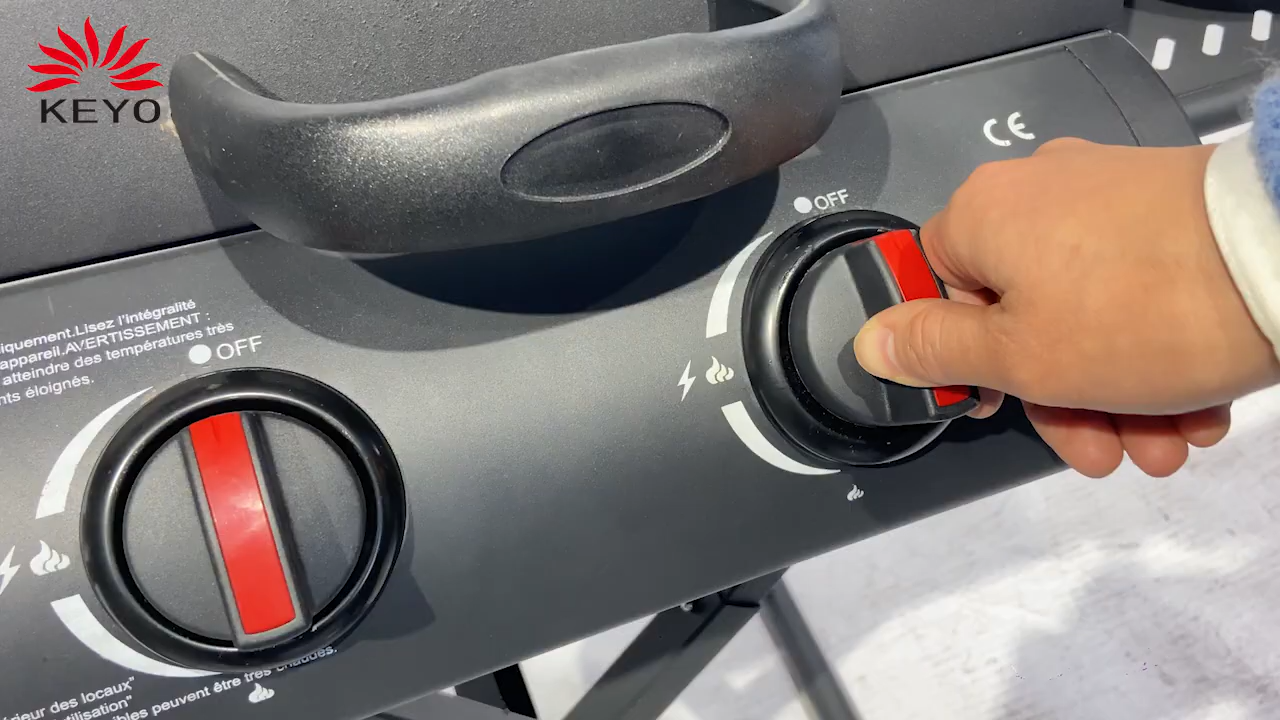 KEYO
CE
OFF
iquement.Lisez l'intégralité
appareil.AVERTISSEMENT :
atteindre des températures très
nts éloignés.
OFF
rieur des locaux"
utilisation"
ibles peuvent être très chaudes.